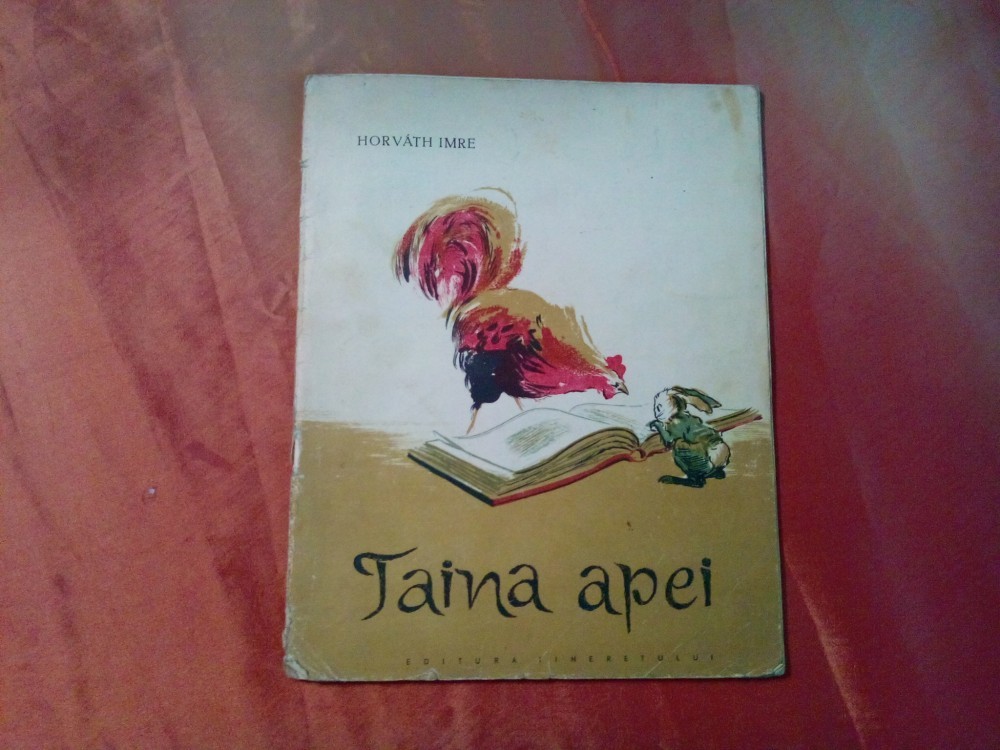 HORVÁTH IMRE
Taina apei
EDITURA TINERETULUI